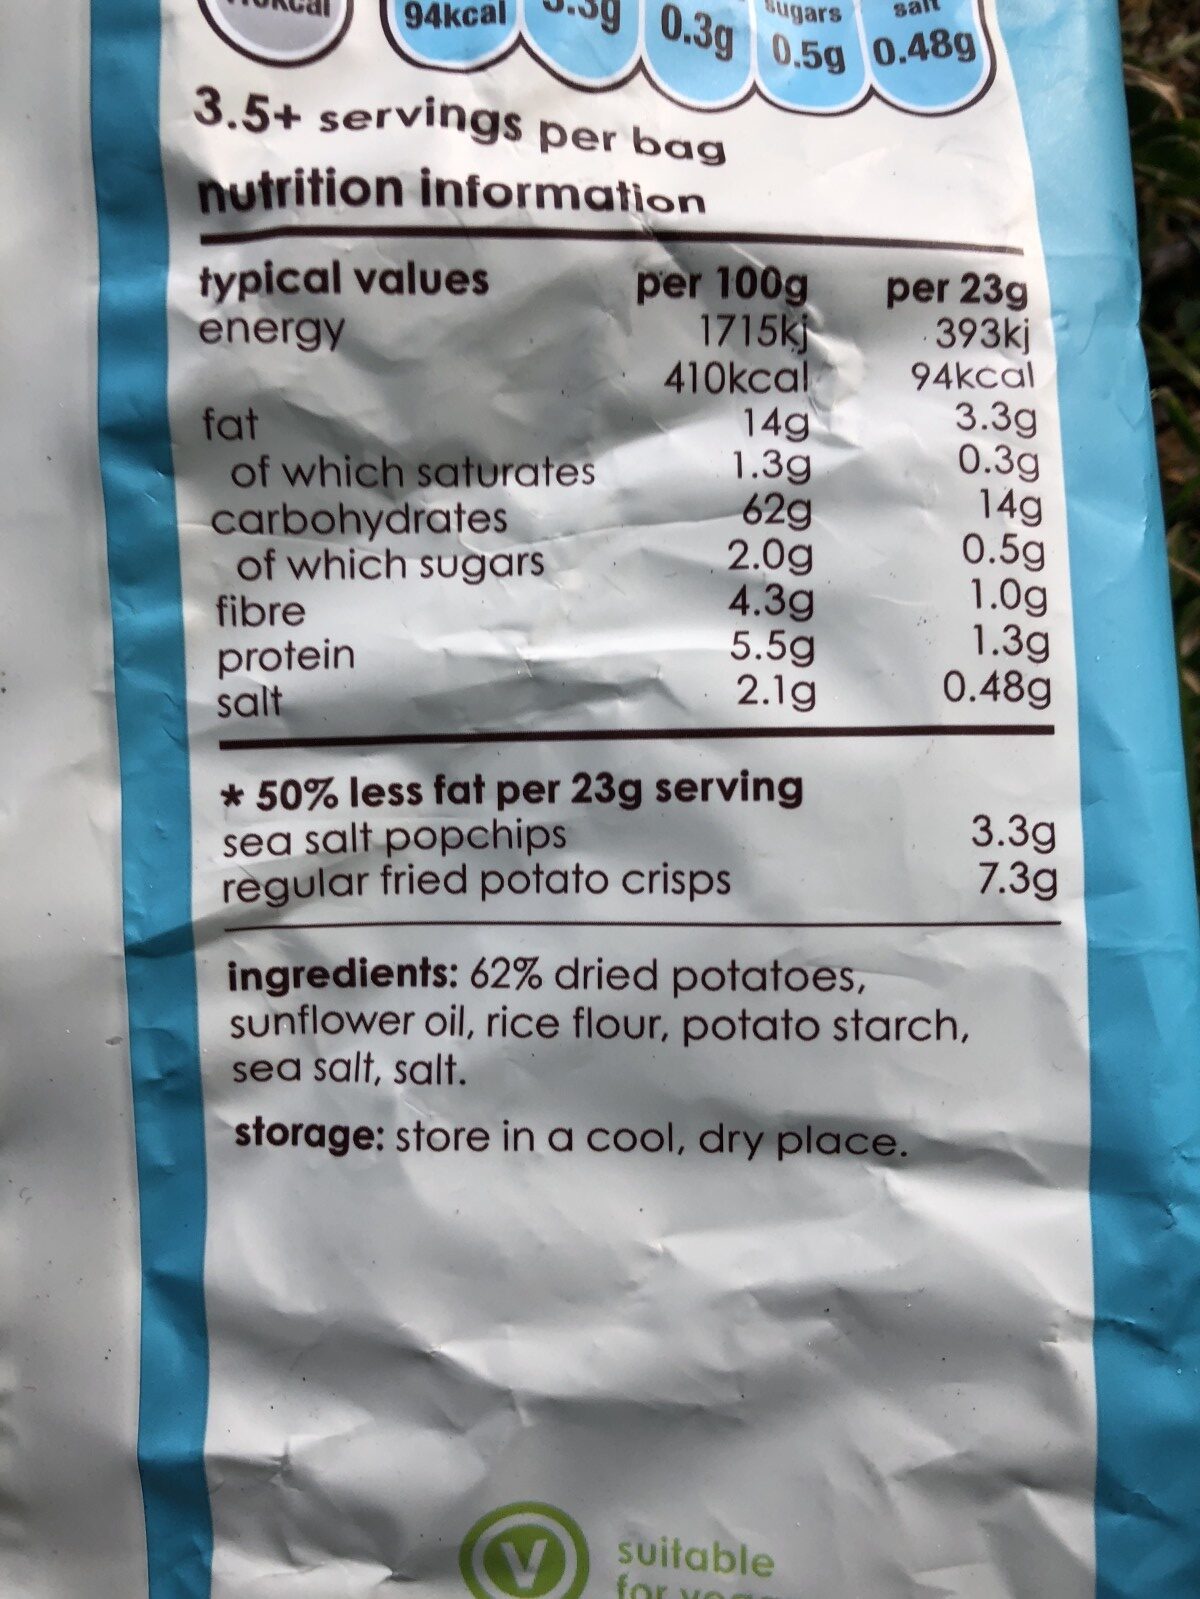 94kcal 0.3g sugars 0.5g salt 0.48g
3.5+ servings per bag
nutrition information
typical values per 100g per 23g
energy 1715kj 393kj
410kcal 94kcal
fat 14g 3.3g
of which saturates 1.3g 0.3g
carbohydrates 62g 14g
of which sugars 2.0g 0.5g
fibre 4.3g 1.0g
protein 5.5g 1.3g
salt 2.1g 0.48g
* 50% less fat per 23g serving
sea salt popchips 3.3g
regular fried potato crisps 7.3g
ingredients: 62% dried potatoes,
sunflower oil, rice flour, potato starch,
sea salt, salt.
storage: store in a cool, dry place.
V suitable
for